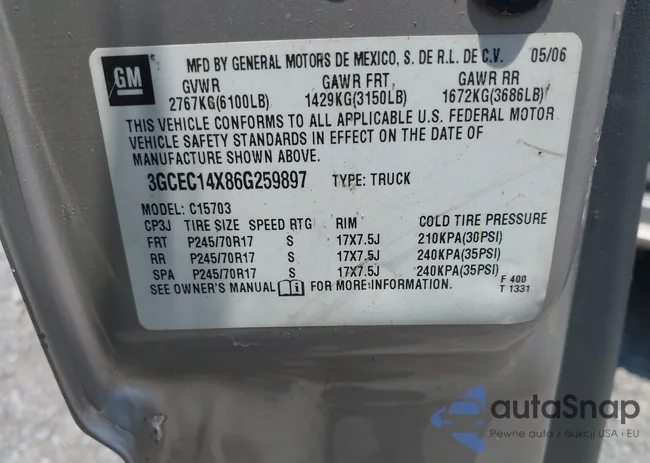 GM
MFD BY GENERAL MOTORS DE MEXICO, S. DE R.L. DE C.V. 05/06
GVWR GAWR FRT GAWR RR
2767KG(6100LB) 1429KG(3150LB) 1672KG(3686LB)
THIS VEHICLE CONFORMS TO ALL APPLICABLE U.S. FEDERAL MOTOR
VEHICLE SAFETY STANDARDS IN EFFECT ON THE DATE OF
MANUFACTURE SHOWN ABOVE.
3GCEC14X86G259897 TYPE: TRUCK
MODEL: C15703
CP3J TIRE SIZE SPEED RTG RIM COLD TIRE PRESSURE
FRT P245/70R17 S 17X7.5J 210KPA(30PSI)
RR P245/70R17 S 17X7.5J 240KPA(35PSI)
SPA P245/70R17 S 17X7.5J 240KPA(35PSI)
SEE OWNER'S MANUAL FOR MORE INFORMATION.
F 400
T 1331
autoSnap
Pewne auta z aukcji USA i EU